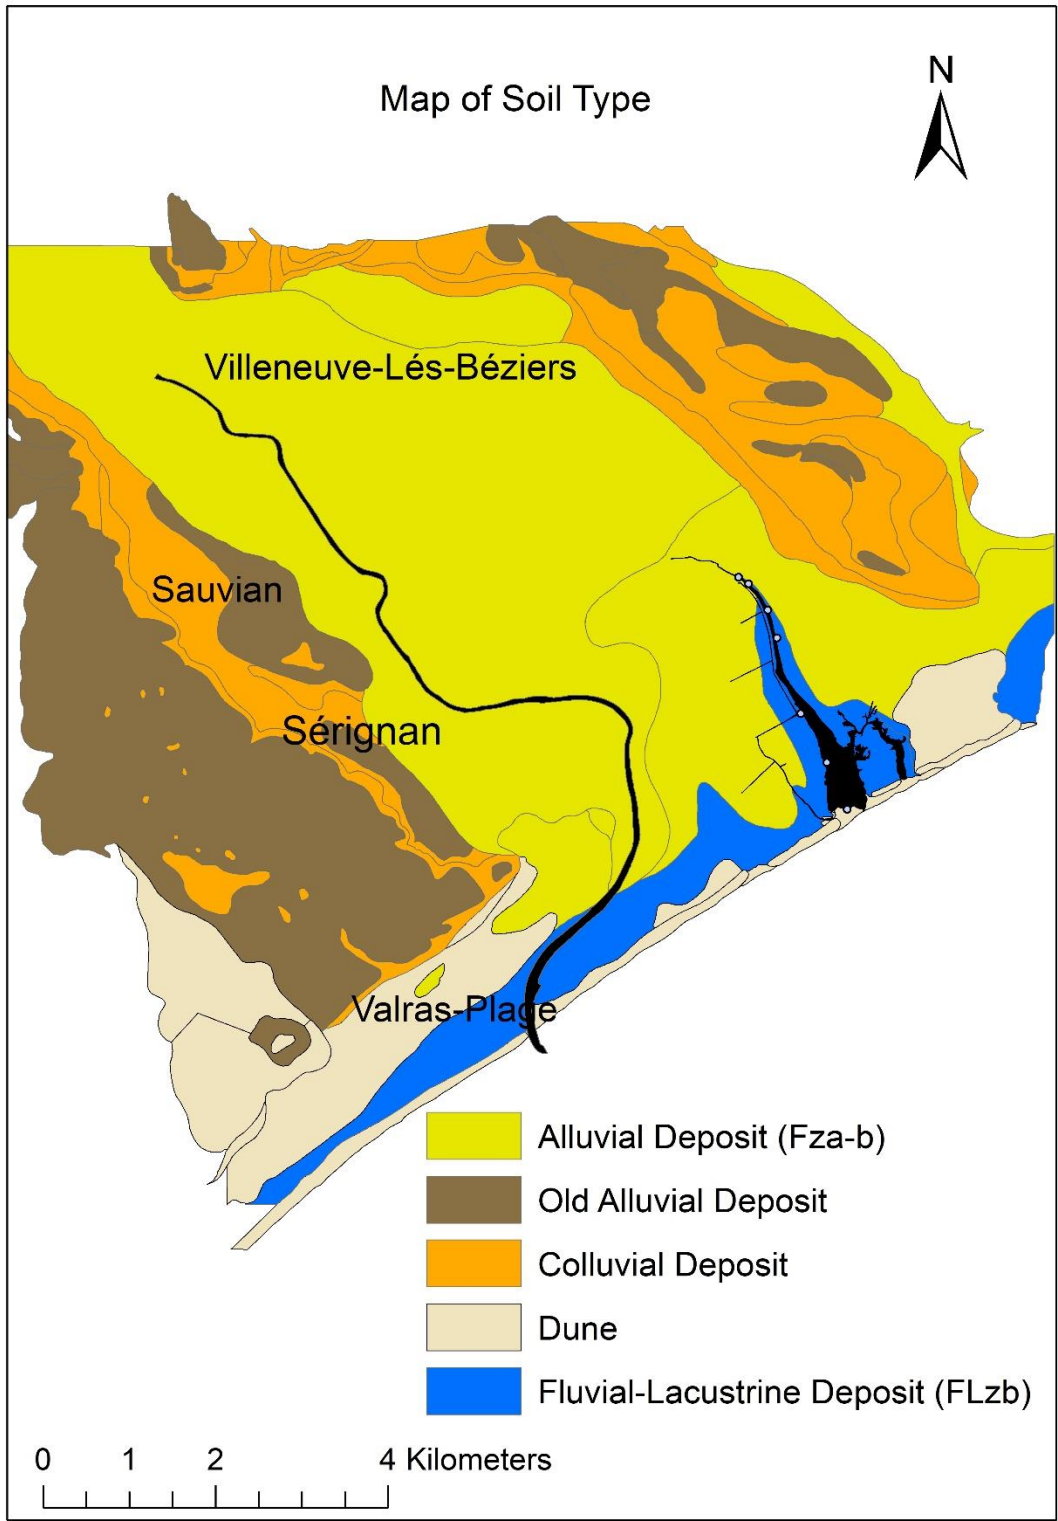 Map of Soil Type
N
Villeneuve-Lés-Béziers
Sauvian
Sérignan
Valras-Plage
Alluvial Deposit (Fza-b)
Old Alluvial Deposit
Colluvial Deposit
Dune
Fluvial-Lacustrine Deposit (FLzb)
0 1 2 4 Kilometers